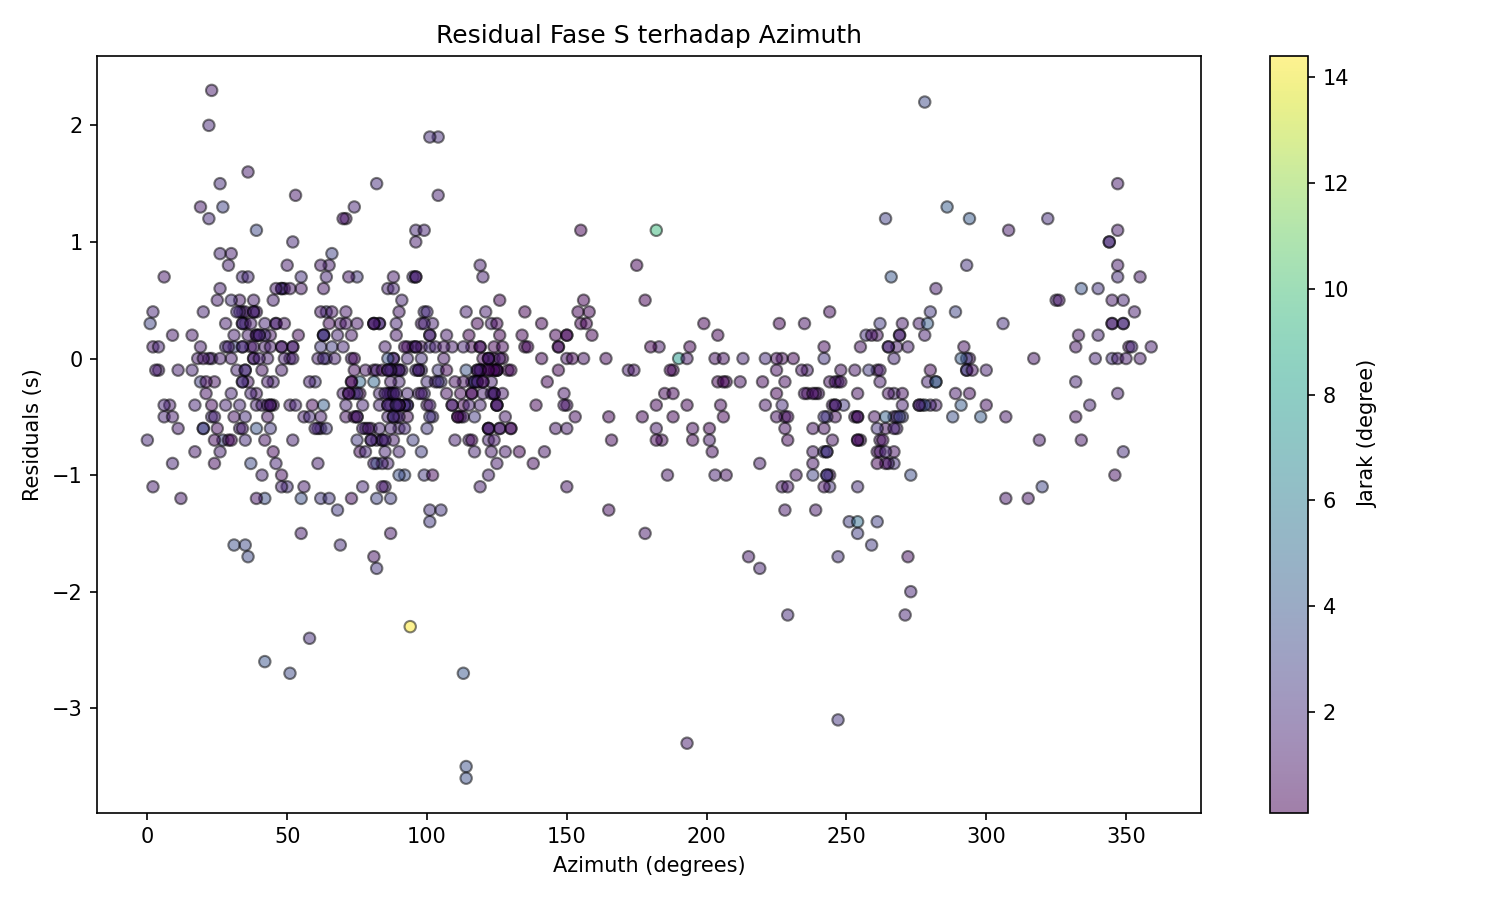 Residual Fase S terhadap Azimuth
Residuals (s)
2
1
0
−1
−2
−3
0 50 100 150 200 250 300 350
Azimuth (degrees)
14
12
10
8
6
4
2
Jarak (degree)